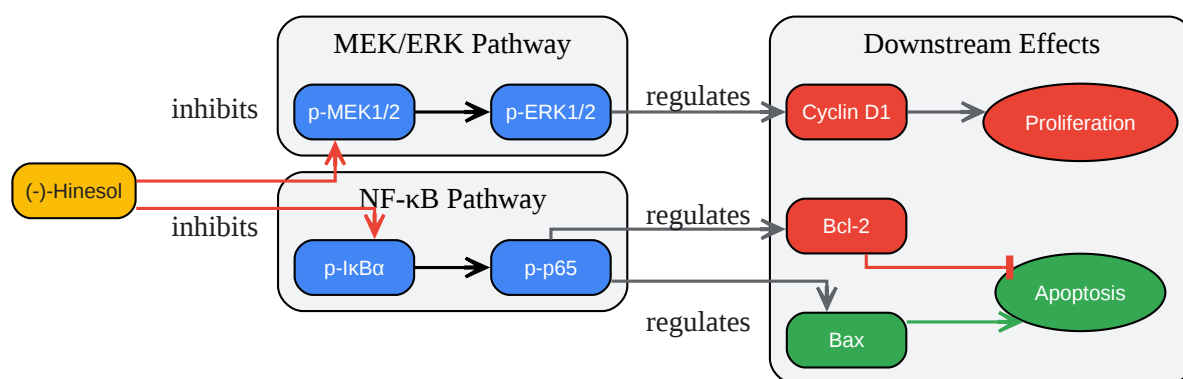 MEK/ERK Pathway
Downstream Effects
inhibits
p-MEK1/2
p-ERK1/2
regulates
Cyclin D1
Proliferation
(-)-Hinesol
NF-κB Pathway
inhibits
p-IκBα
p-p65
regulates
Bcl-2
regulates
Bax
Apoptosis